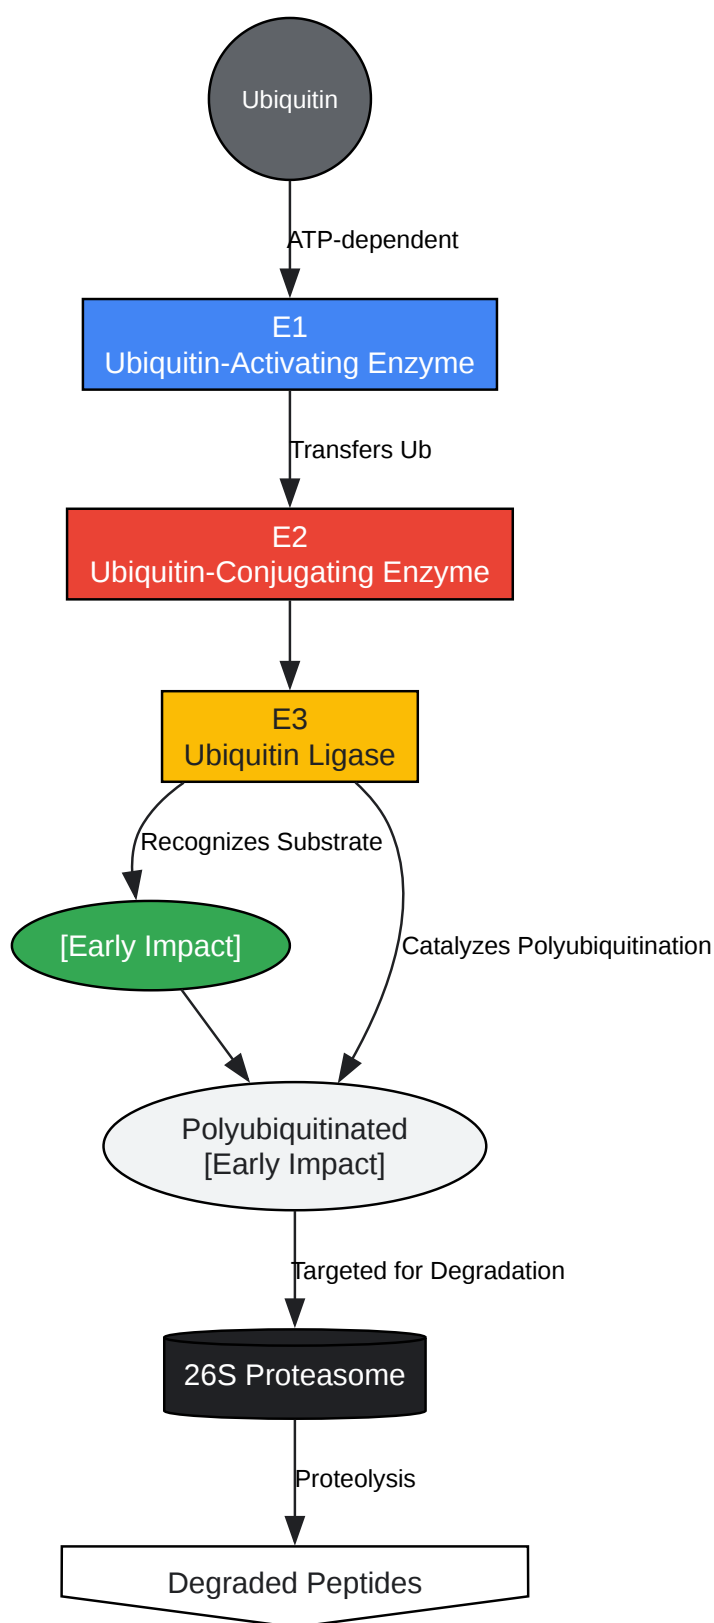 Ubiquitin
ATP-dependent
E1
Ubiquitin-Activating Enzyme
Transfers Ub
E2
Ubiquitin-Conjugating Enzyme
E3
Ubiquitin Ligase
Recognizes Substrate
[Early Impact]
Catalyzes Polyubiquitination
Polyubiquitinated
[Early Impact]
Targeted for Degradation
26S Proteasome
Proteolysis
Degraded Peptides